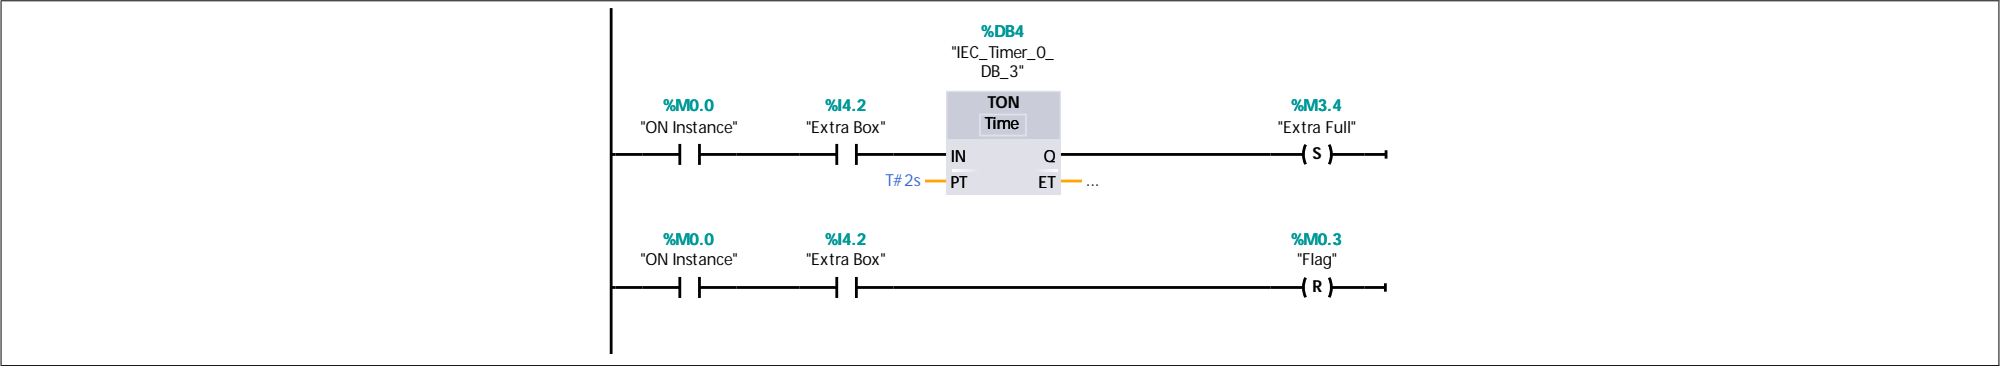 %DB4
"IEC_Timer_0_
DB_3"
%M0.0
"ON Instance"
%I4.2
"Extra Box"
TON
Time
IN
Q
T#2s
PT
ET
...
%M3.4
"Extra Full"
S
%M0.0
"ON Instance"
%I4.2
"Extra Box"
%M0.3
"Flag"
R